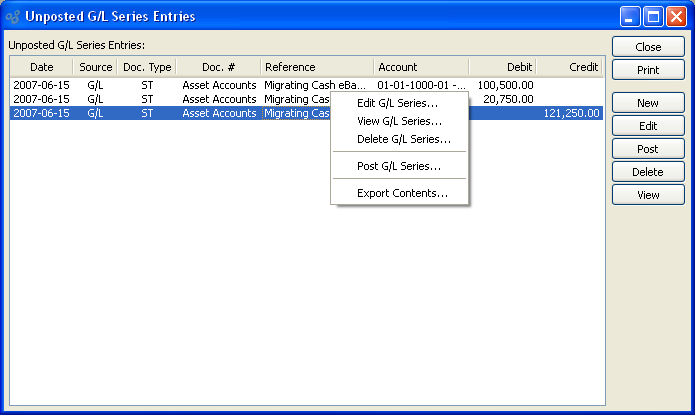 Unposted G/L Series Entries
Unposted G/L Series Entries:
Date Source Doc. Type Doc. # Reference Account Debit Credit
2007-06-15 G/L ST Asset Accounts Migrating Cash eBa... 01-01-1000-01 -... 100,500.00
2007-06-15 G/L ST Asset Accounts Migrating Cas 20,750.00
2007-06-15 G/L ST Asset Accounts Migrating Cas 121,250.00
Edit G/L Series...
View G/L Series...
Delete G/L Series...
Post G/L Series...
Export Contents...
Close
Print
New
Edit
Post
Delete
View